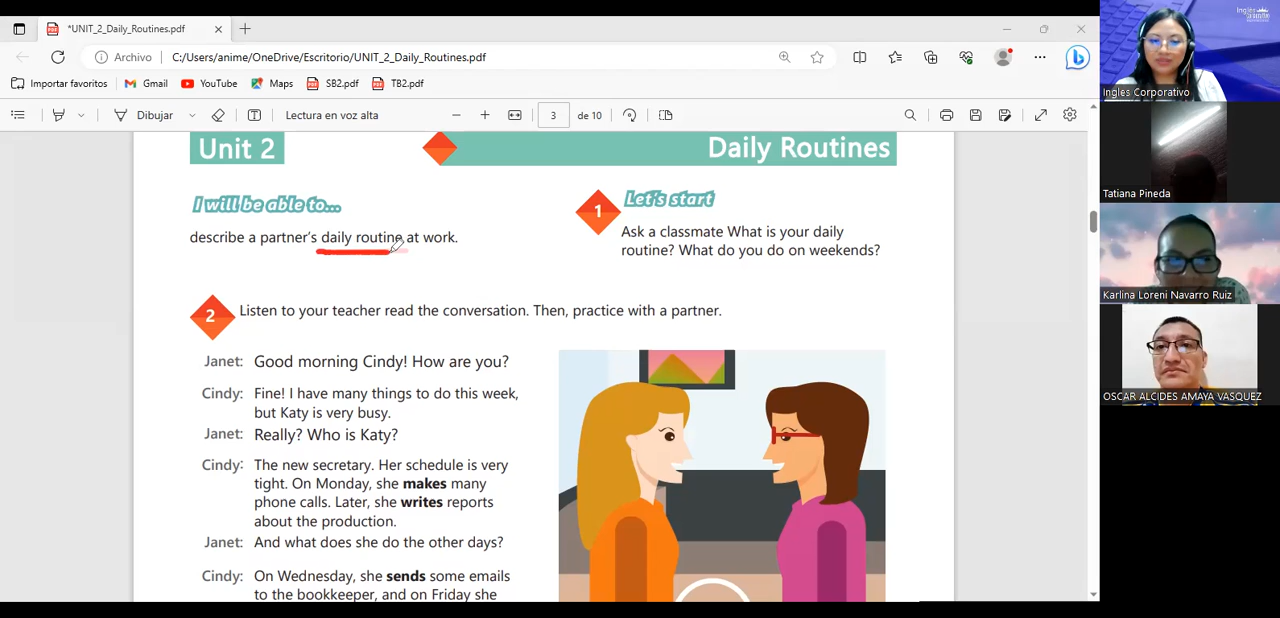 *UNIT_2_Daily_Routines.pdf
Archivo
C:/Users/anime/OneDrive/Escritorio/UNIT_2_Daily_Routines.pdf
Importar favoritos
Gmail
YouTube
Maps
SB2.pdf
TB2.pdf
Dibujar
Lectura en voz alta
3
de 10
Unit 2
Daily Routines
I will be able to...
describe a partner's daily routine at work.
1
Let's start
Ask a classmate What is your daily
routine? What do you do on weekends?
2
Listen to your teacher read the conversation. Then, practice with a partner.
Janet: Good morning Cindy! How are you?
Cindy: Fine! I have many things to do this week,
but Katy is very busy.
Janet: Really? Who is Katy?
Cindy: The new secretary. Her schedule is very
tight. On Monday, she makes many
phone calls. Later, she writes reports
about the production.
Janet: And what does she do the other days?
Cindy: On Wednesday, she sends some emails
to the bookkeeper, and on Friday she
Ingles Corporativo
Tatiana Pineda
Karlina Loreni Navarro Ruiz
OSCAR ALCIDES AMAYA VASQUEZ